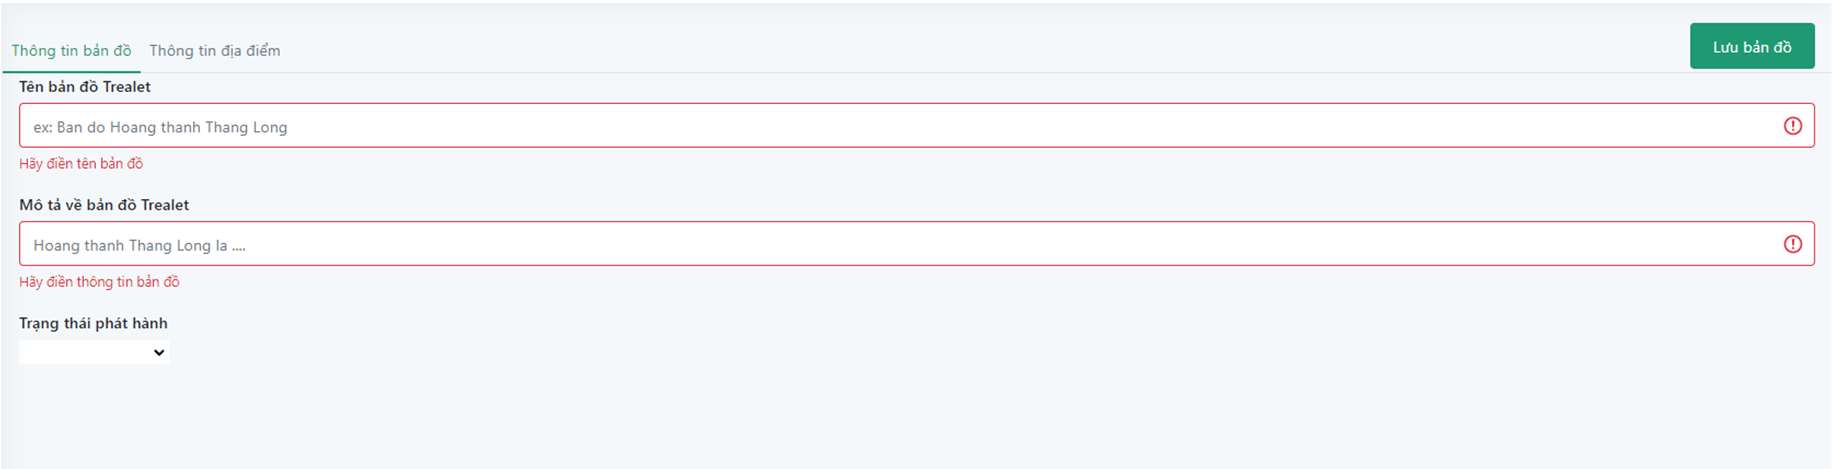 Thông tin bản đồ Thông tin địa điểm
Lưu bản đồ
Tên bản đồ Trealet
ex: Ban do Hoang thanh Thang Long
Hãy điền tên bản đồ
Mô tả về bản đồ Trealet
Hoang thanh Thang Long la ....
Hãy điền thông tin bản đồ
Trạng thái phát hành